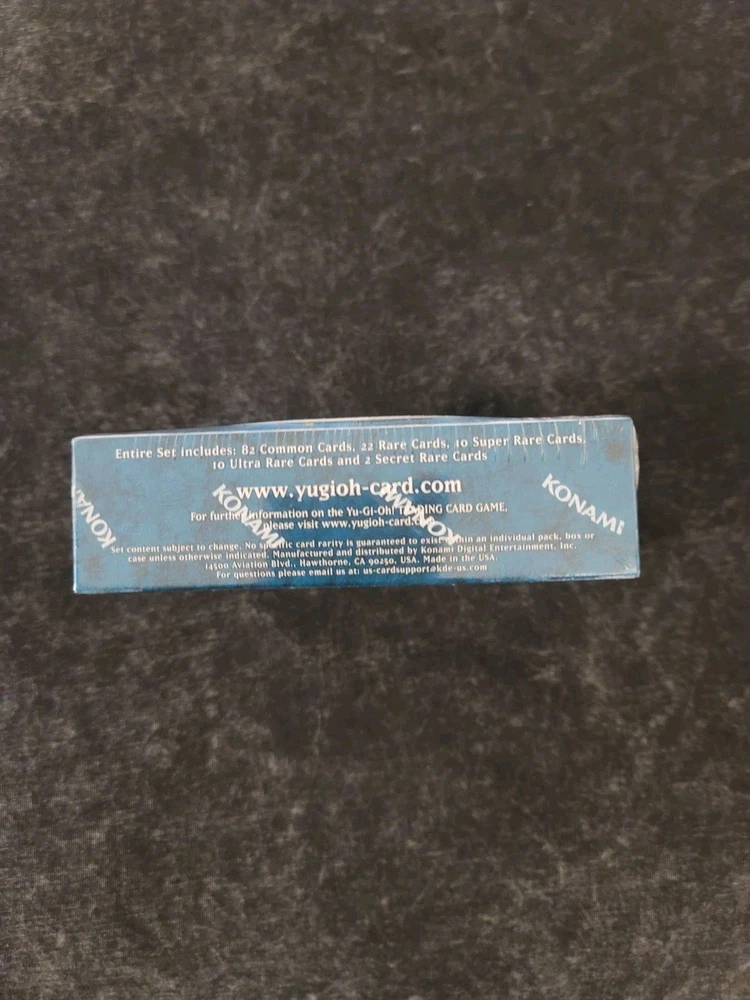 Entire Set includes: 82 Common Cards, 22 Rare Cards, 10 Super Rare Cards,
10 Ultra Rare Cards and 2 Secret Rare Cards
www.yugioh-card.com
For further information on the Yu-Gi-Oh! TRADING CARD GAME,
please visit www.yugioh-card.
Set content subject to change. No specific card rarity is guaranteed to exist within an individual pack, box or
case unless otherwise indicated. Manufactured and distributed by Konami Digital Entertainment, Inc.
14500 Aviation Blvd., Hawthorne, CA 90250, USA. Made in the USA.
For questions please email us at: us-cardsupport@kde-us.com
KONAMI
KONAMI
KONAMI
KONAMI